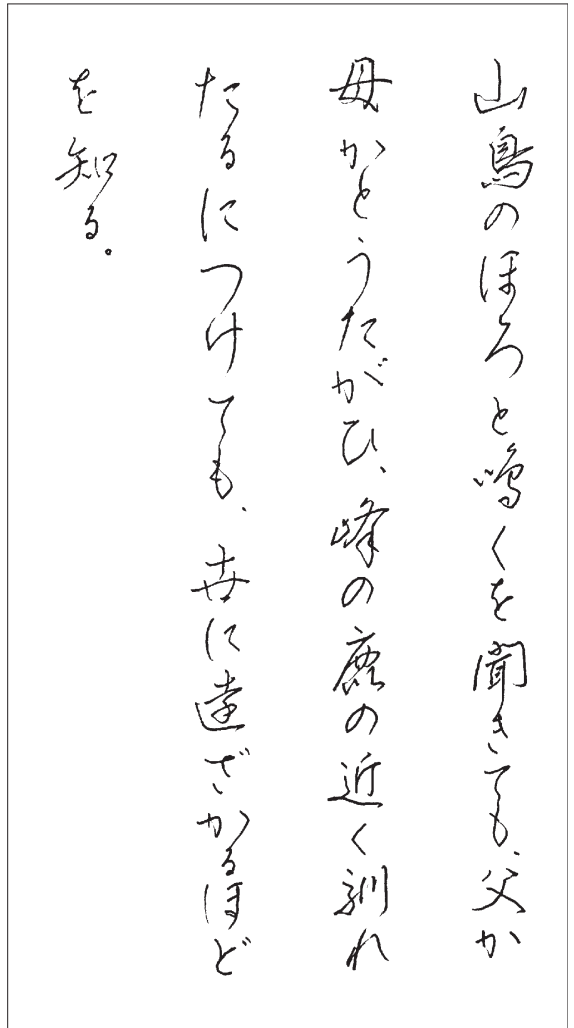 山鳥のほろと鳴くを聞きても、父か
母かとうたがひ、峰の鹿の近く馴れ
たるにつけても、世に遠ざかるほど
を知る。